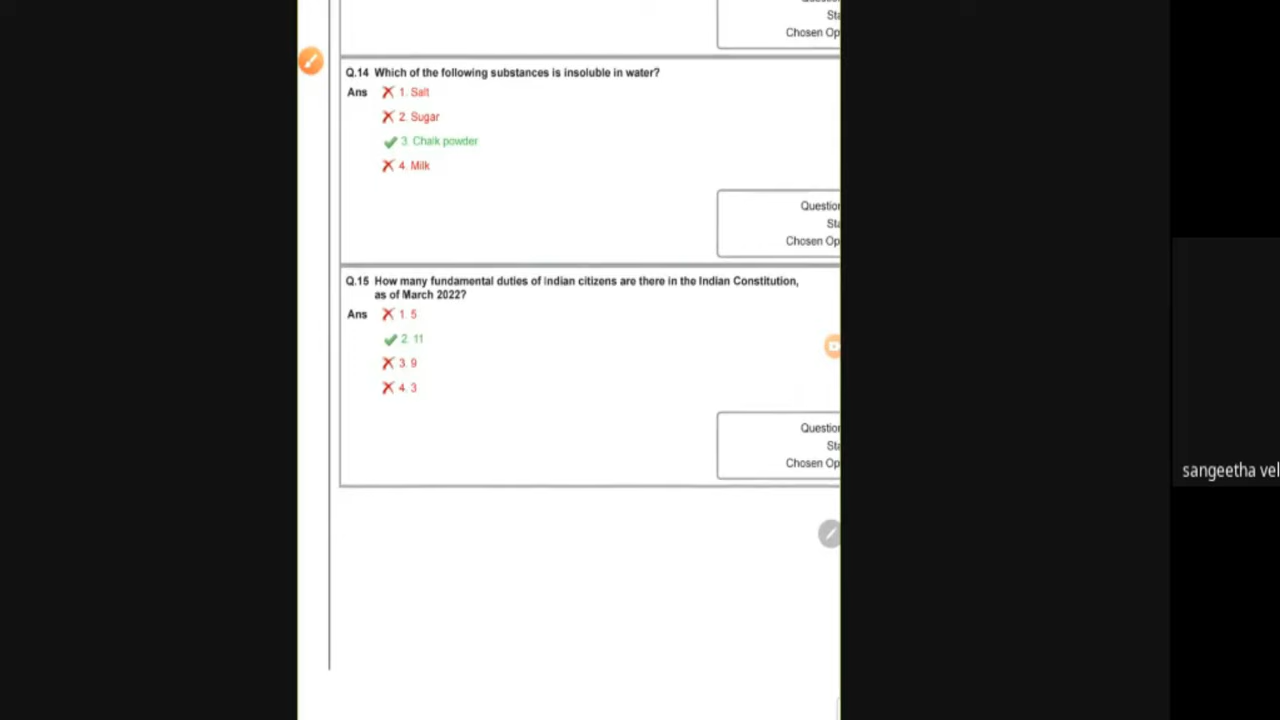 Chosen Op
Q.14 Which of the following substances is insoluble in water?
Ans 1. Salt
2. Sugar
3. Chalk powder
4. Milk
Question
Sta
Chosen Op
Q.15 How many fundamental duties of Indian citizens are there in the Indian Constitution,
as of March 2022?
Ans 1. 5
2. 11
3. 9
4. 3
Question
Sta
Chosen Op
sangeetha vel